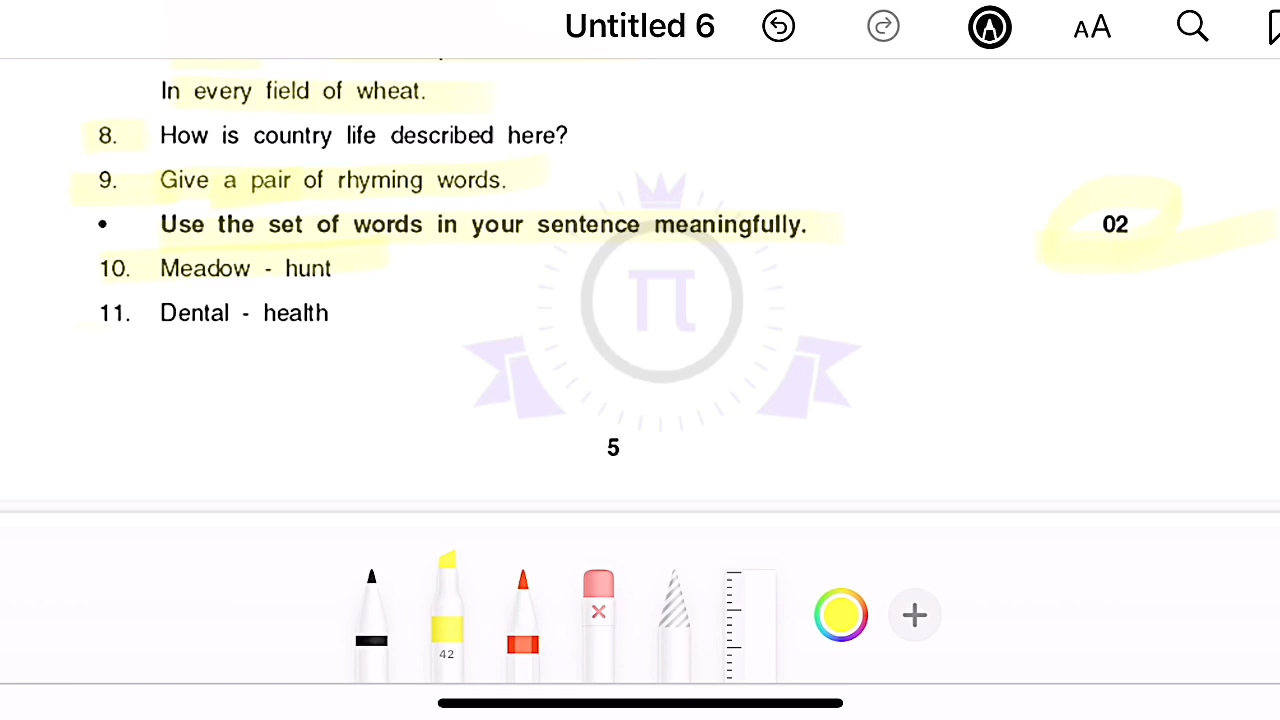 Untitled 6
AA
In every field of wheat.
8. How is country life described here?
9. Give a pair of rhyming words.
• Use the set of words in your sentence meaningfully. 02
10. Meadow - hunt
11. Dental - health
π
5
42